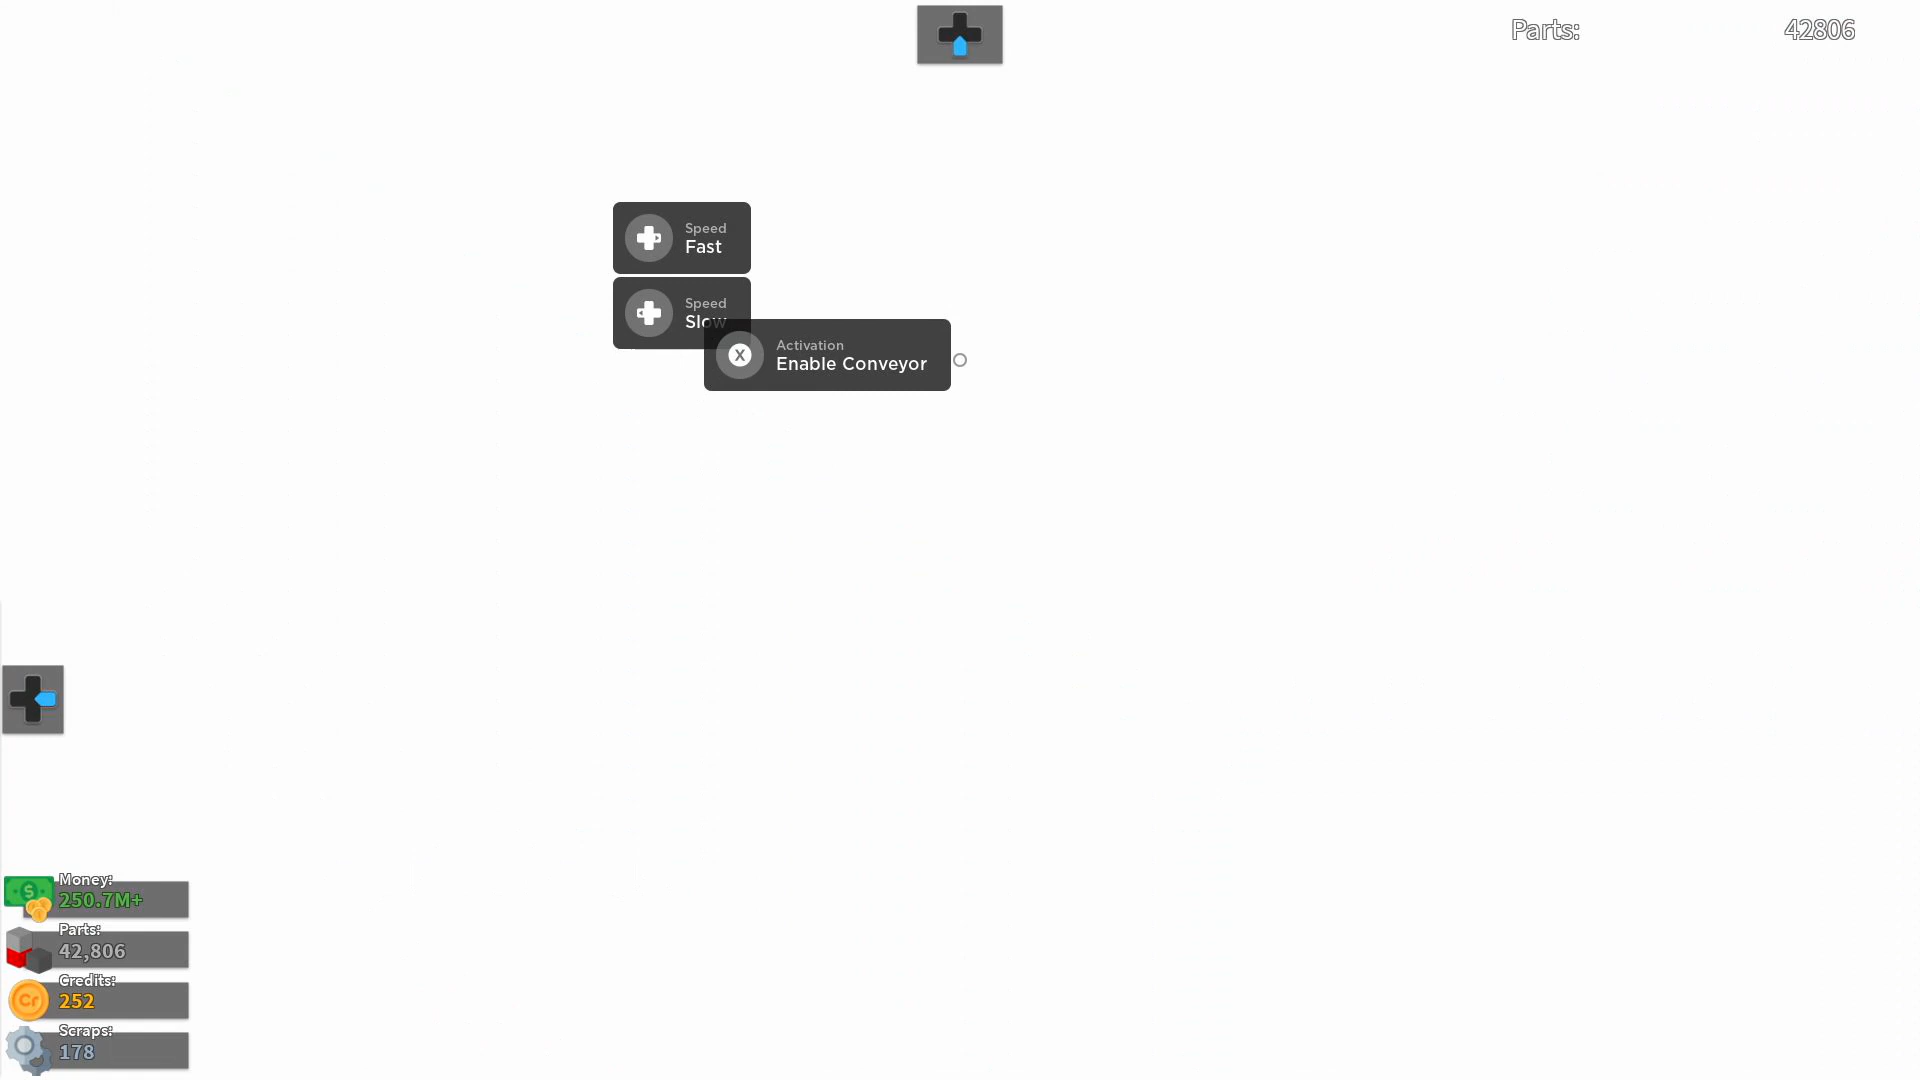 Parts: 42806
Speed
Fast
Speed
Slow
X
Activation
Enable Conveyor
Money:
$ 250.7M+
Parts:
42,806
Credits:
Cr 252
Scraps:
178